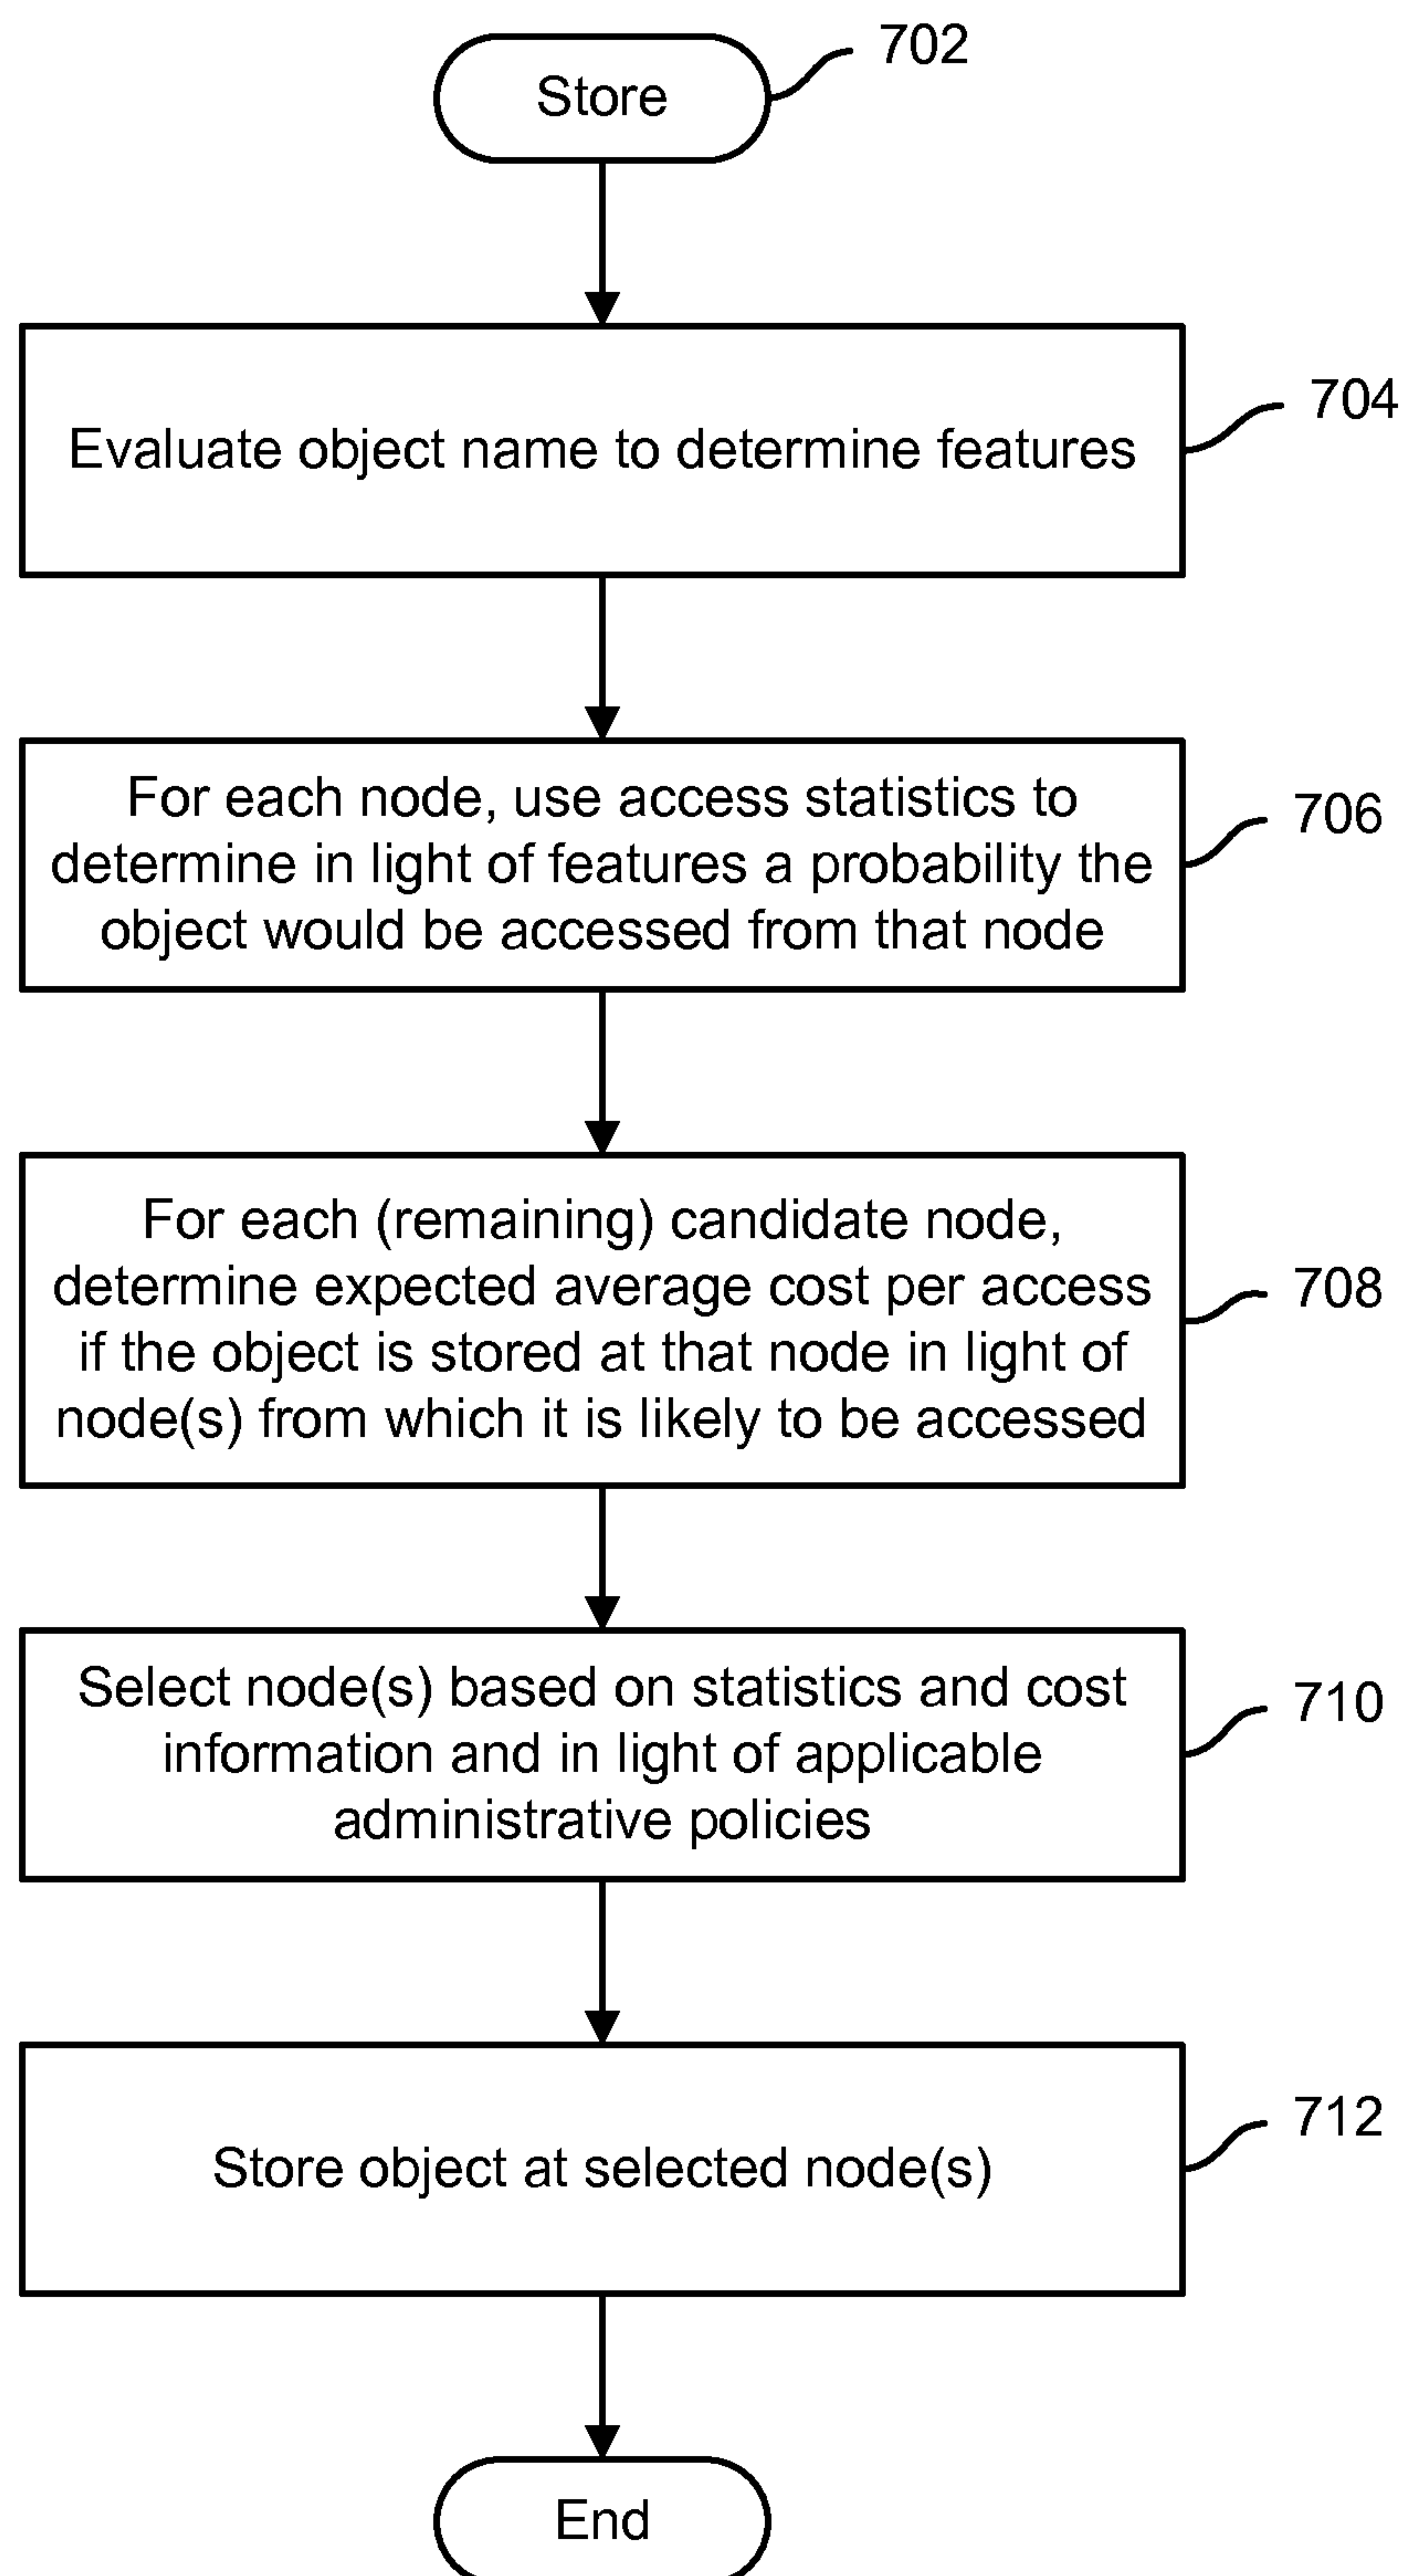 702
Store
704
Evaluate object name to determine features
For each node, use access statistics to
determine in light of features a probability the
object would be accessed from that node
706
For each (remaining) candidate node,
determine expected average cost per access
if the object is stored at that node in light of
node(s) from which it is likely to be accessed
708
Select node(s) based on statistics and cost
information and in light of applicable
administrative policies
710
Store object at selected node(s)
712
End